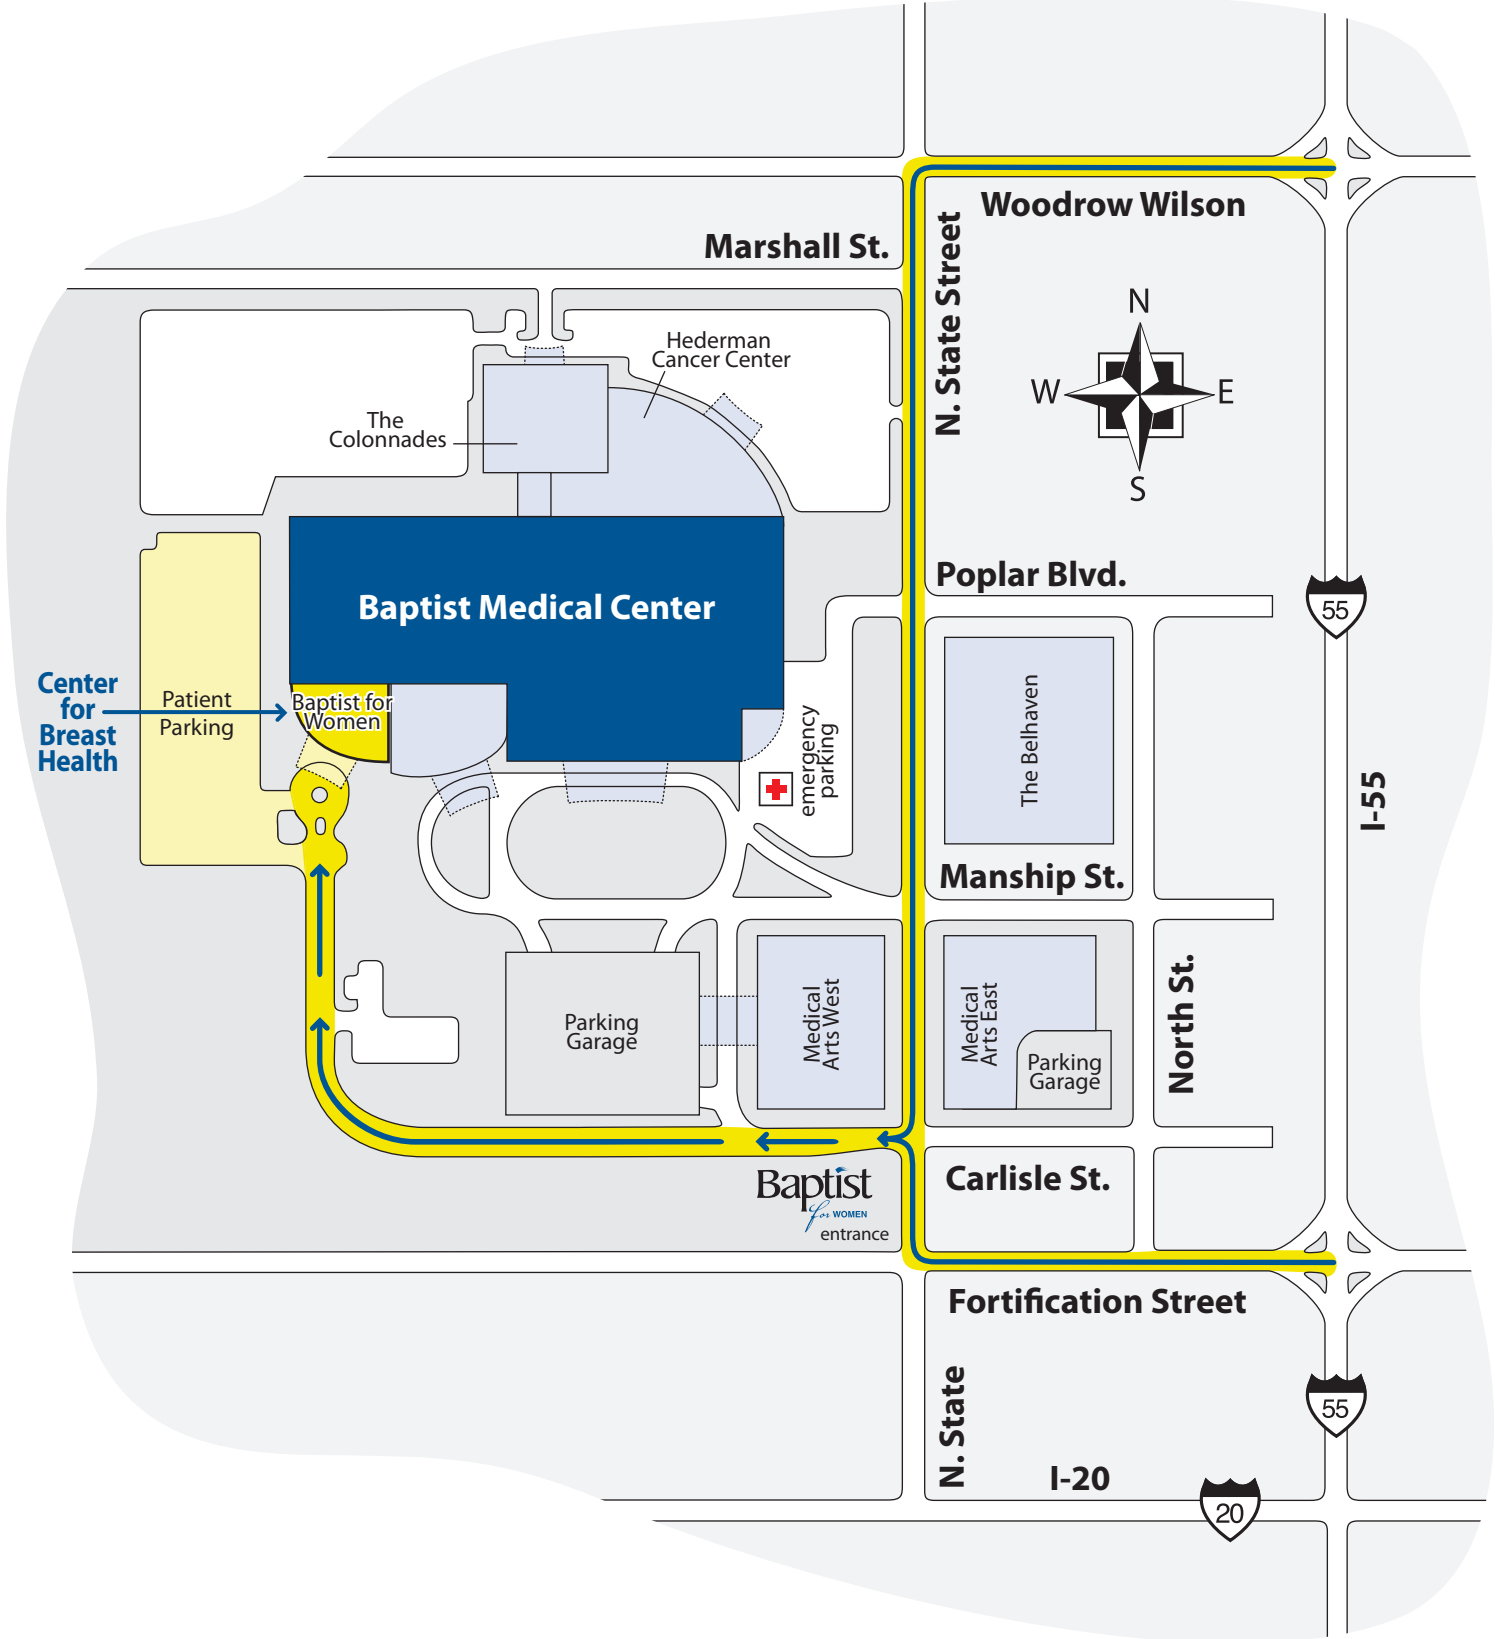 Woodrow Wilson
Marshall St.
N. State Street
N
W
E
S
Hederman
Cancer Center
The
Colonnades
Poplar Blvd.
55
Baptist Medical Center
Center
for
Breast
Health
Patient
Parking
Baptist for
Women
emergency
parking
The Belhaven
I-55
Manship St.
Parking
Garage
Medical
Arts West
Medical
Arts East
Parking
Garage
North St.
Carlisle St.
Baptist
for WOMEN
entrance
Fortification Street
N. State
55
I-20
20